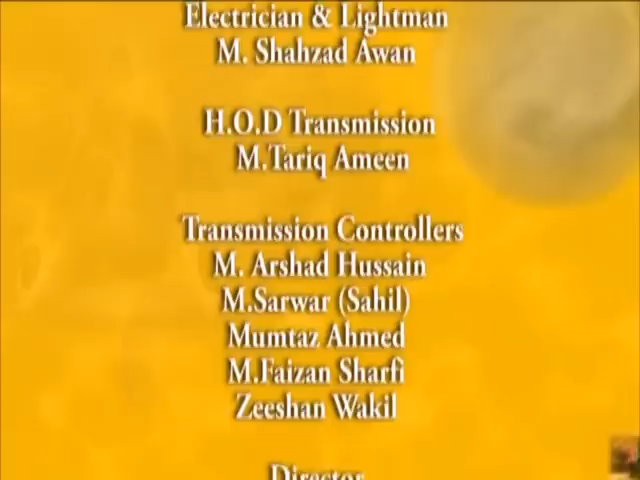 Electrician & Lightman
M. Shahzad Awan
H.O.D Transmission
M.Tariq Ameen
Transmission Controllers
M. Arshad Hussain
M.Sarwar (Sahil)
Mumtaz Ahmed
M.Faizan Sharfi
Zeeshan Wakil
Director